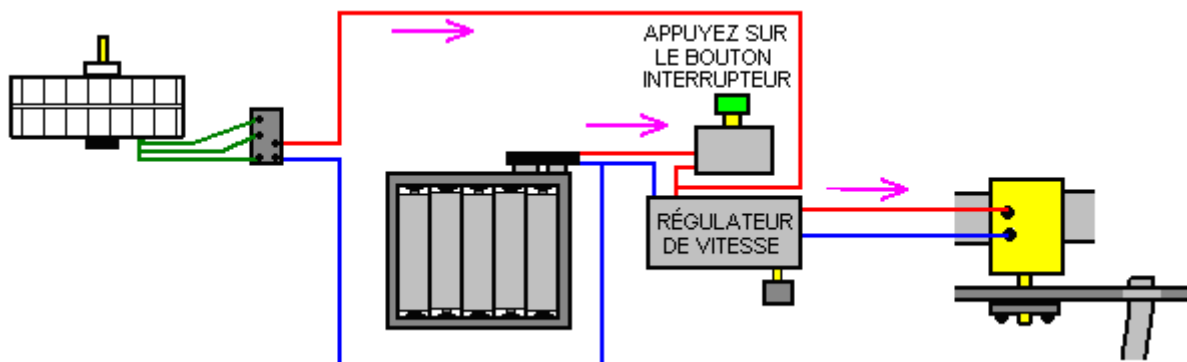 APPUYEZ SUR
LE BOUTON
INTERRUPTEUR
RÉGULATEUR
DE VITESSE